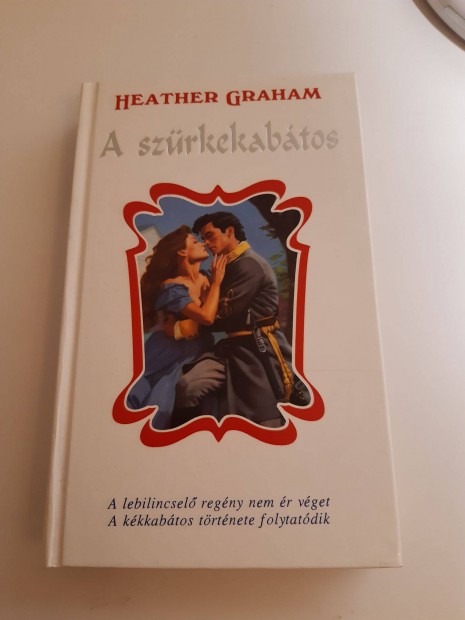 HEATHER GRAHAM
A szürkekabátos
A lebilincselő regény nem ér véget
A kékkabátos története folytatódik